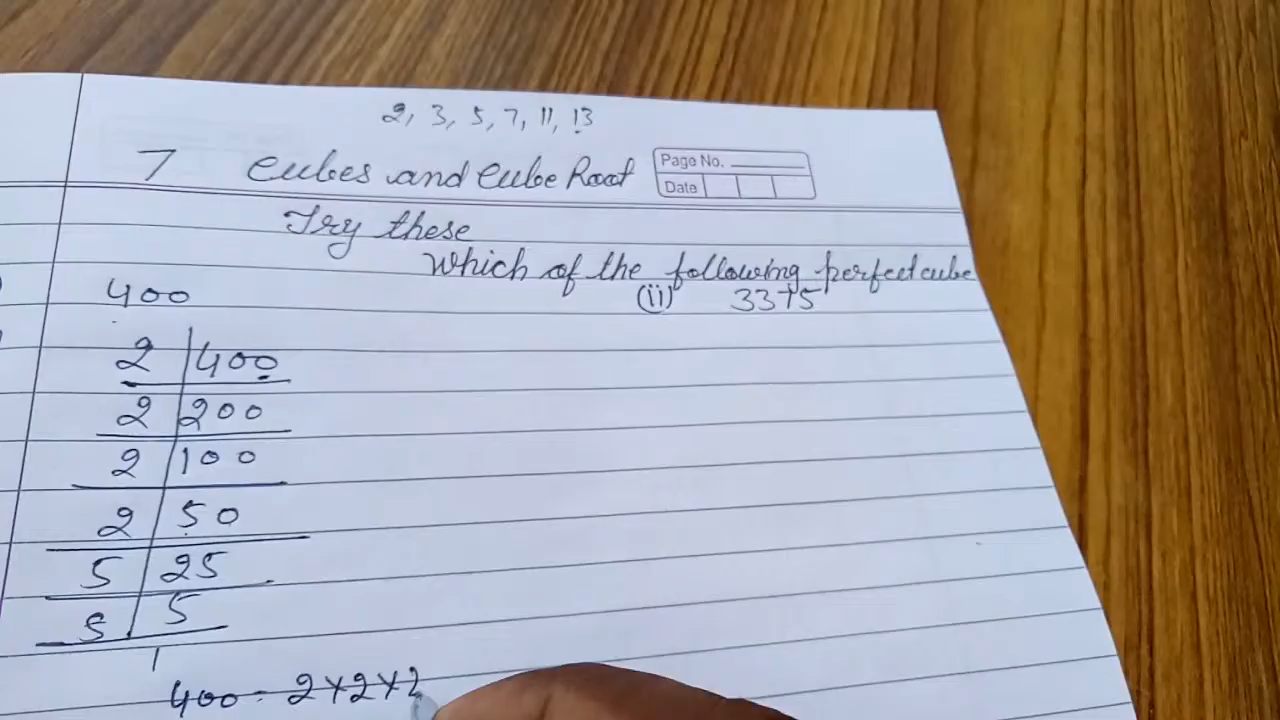 2, 3, 5, 7, 11, 13
7 Cubes and Cube Root
Page No.
Date
Try these
Which of the following perfect cube
400
(ii) 3375
2 400
2 200
2 100
2 50
5 25
5 5
1
400 = 2×2×2